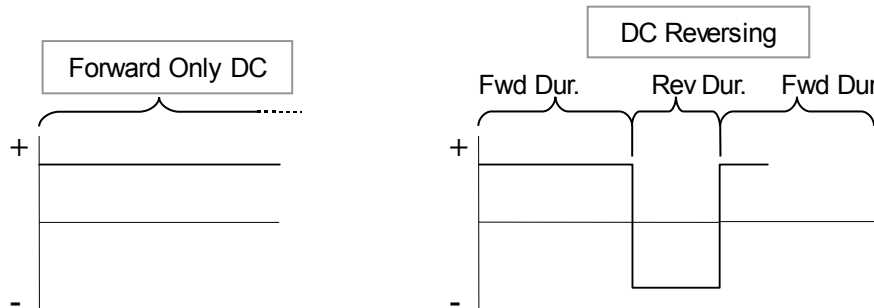 Forward Only DC
+
-
DC Reversing
Fwd Dur.
Rev Dur.
Fwd Dur
+
-